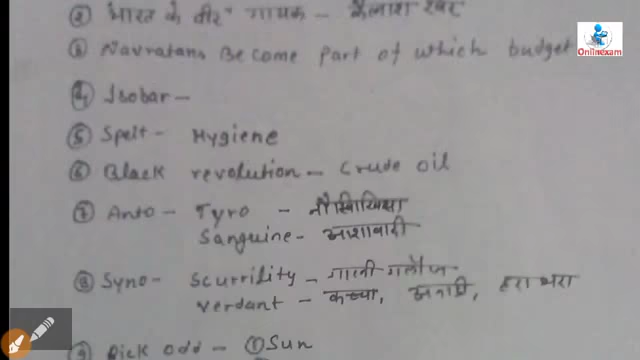 ② भारत के वीर गायक - कैलाश खेर
③ Navratans Become part of which budget
Onlinexam
④ Isobar -
⑤ Spelt - Hygiene
⑥ Black revolution - Crude oil
⑦ Anto - Tyro - नौसिखिया
Sanguine - आशावादी
⑧ Syno - Scurrility - गाली गलौज
Verdant - कच्चा, अनाड़ी, हरा भरा
⑨ Pick odd - ① Sun